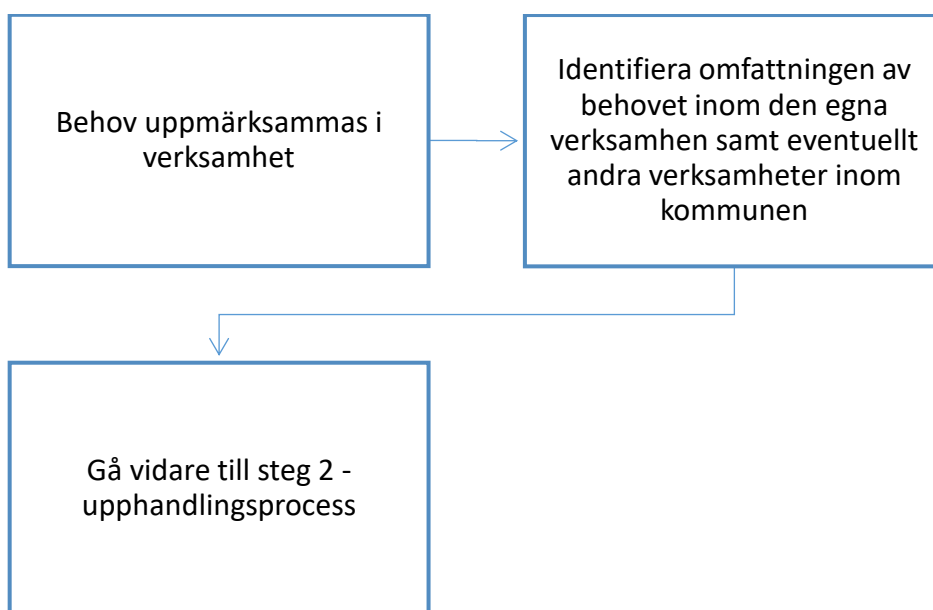 Behov uppmärksammas i
verksamhet
Identifiera omfattningen av
behovet inom den egna
verksamhen samt eventuellt
andra verksamheter inom
kommunen
Gå vidare till steg 2 -
upphandlingsprocess